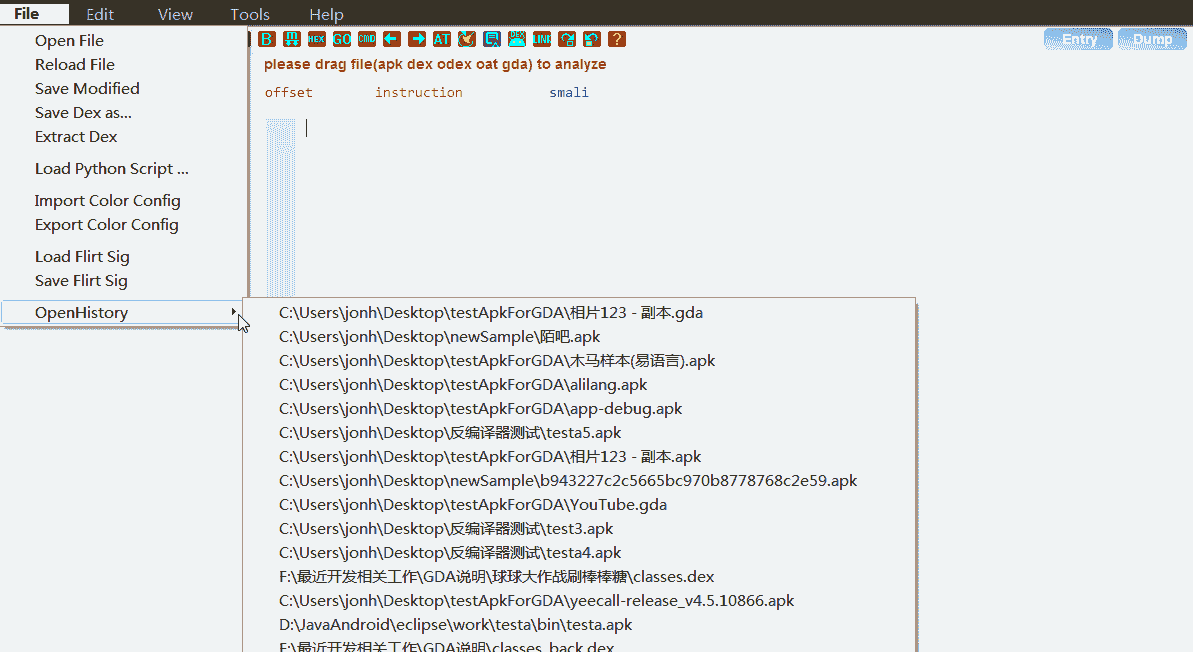 File Edit View Tools Help
B HEX GO CMD AT DEX LINK ? Entry Dump
please drag file(apk dex odex oat gda) to analyze
offset instruction smali
Open File
Reload File
Save Modified
Save Dex as...
Extract Dex
Load Python Script ...
Import Color Config
Export Color Config
Load Flirt Sig
Save Flirt Sig
OpenHistory
C:\Users\jonh\Desktop\testApkForGDA\相片123 - 副本.gda
C:\Users\jonh\Desktop\newSample\陌吧.apk
C:\Users\jonh\Desktop\testApkForGDA\木马样本(易语言).apk
C:\Users\jonh\Desktop\testApkForGDA\alilang.apk
C:\Users\jonh\Desktop\testApkForGDA\app-debug.apk
C:\Users\jonh\Desktop\反编译器测试\testa5.apk
C:\Users\jonh\Desktop\testApkForGDA\相片123 - 副本.apk
C:\Users\jonh\Desktop\newSample\b943227c2c5665bc970b8778768c2e59.apk
C:\Users\jonh\Desktop\testApkForGDA\YouTube.gda
C:\Users\jonh\Desktop\反编译器测试\test3.apk
C:\Users\jonh\Desktop\反编译器测试\testa4.apk
F:\最近开发相关工作\GDA说明\球球大作战刷棒棒糖\classes.dex
C:\Users\jonh\Desktop\testApkForGDA\yeecall-release_v4.5.10866.apk
D:\JavaAndroid\eclipse\work\testa\bin\testa.apk
F:\最近开发相关工作\GDA说明\classes_back.dex